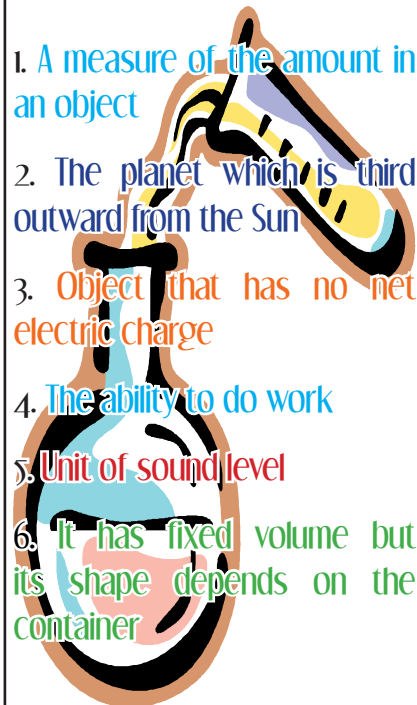 1. A measure of the amount in
an object
2. The planet which is third
outward from the Sun
3. Object that has no net
electric charge
4. The ability to do work
5. Unit of sound level
6. It has fixed volume but
its shape depends on the
container